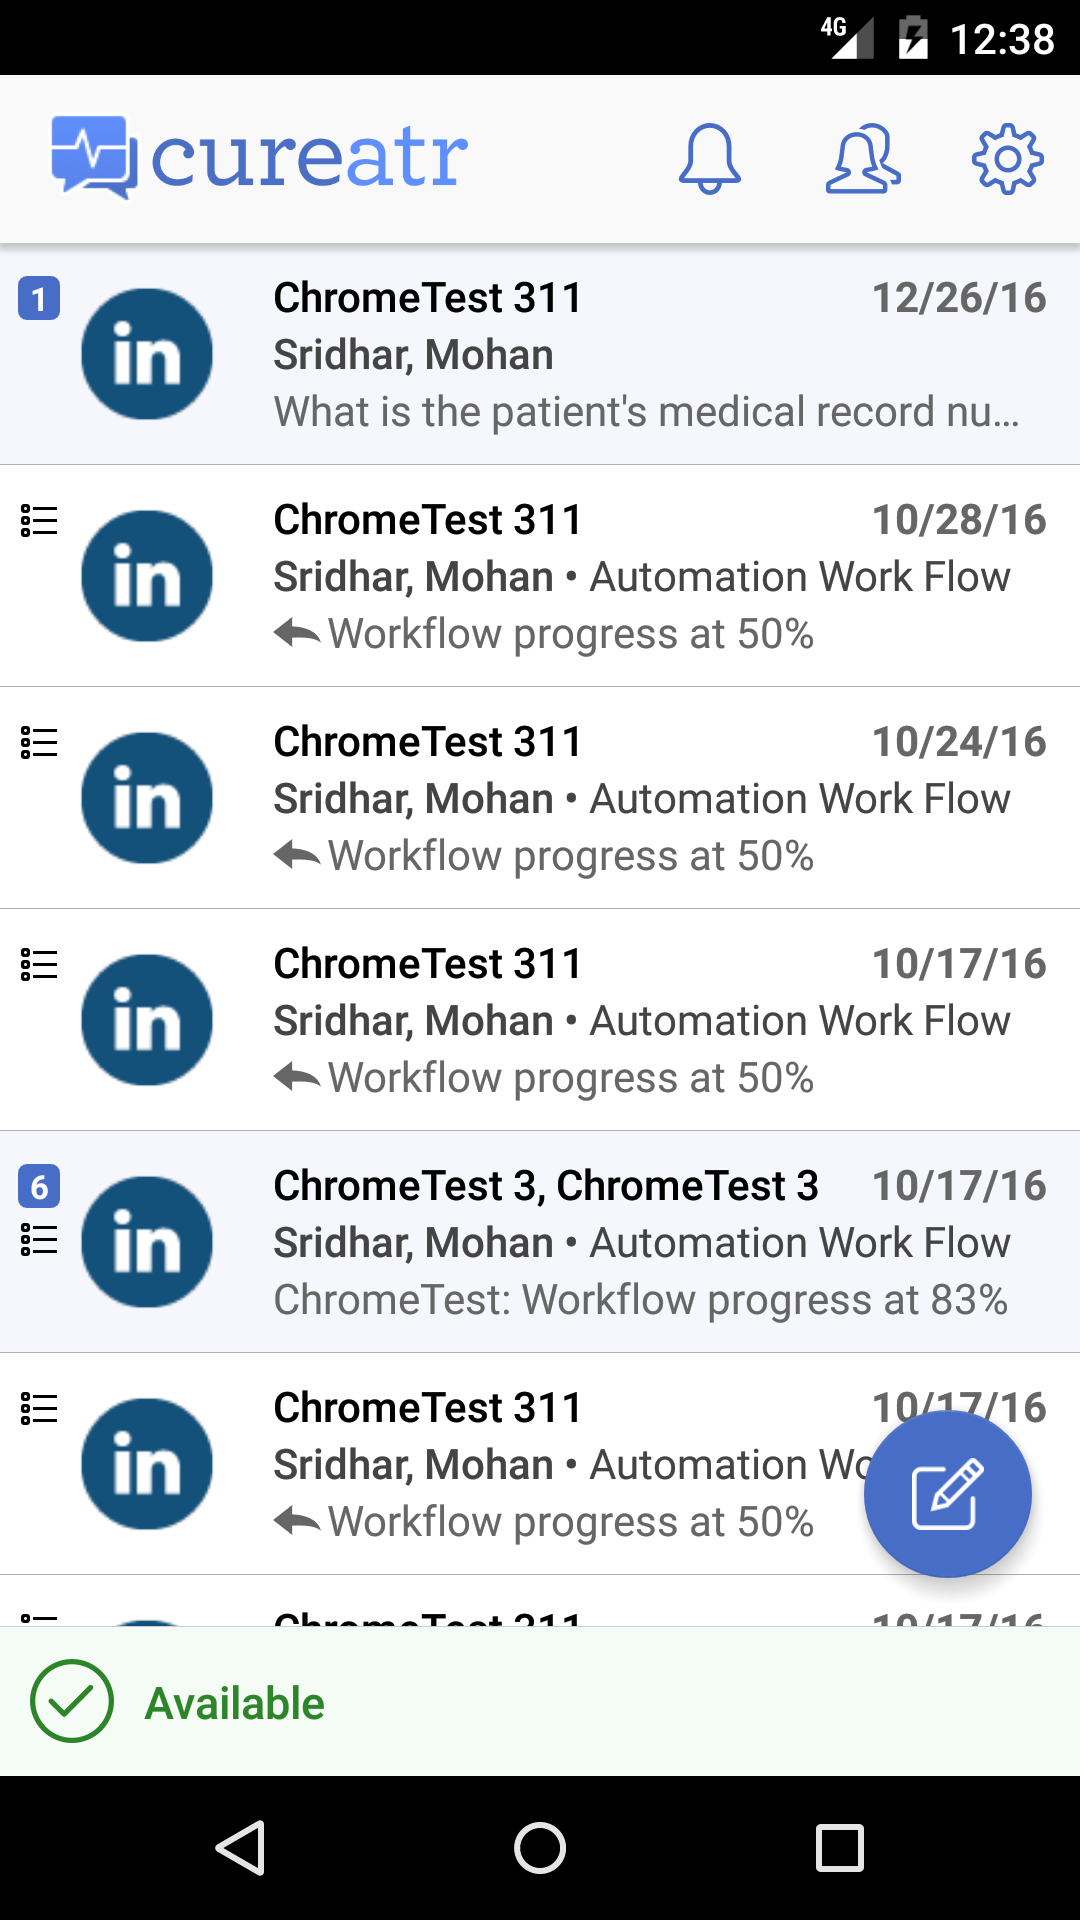 4G 12:38
cureatr
1 in ChromeTest 311 12/26/16
Sridhar, Mohan
What is the patient's medical record nu...
in ChromeTest 311 10/28/16
Sridhar, Mohan • Automation Work Flow
Workflow progress at 50%
in ChromeTest 311 10/24/16
Sridhar, Mohan • Automation Work Flow
Workflow progress at 50%
in ChromeTest 311 10/17/16
Sridhar, Mohan • Automation Work Flow
Workflow progress at 50%
6 in ChromeTest 3, ChromeTest 3 10/17/16
Sridhar, Mohan • Automation Work Flow
ChromeTest: Workflow progress at 83%
in ChromeTest 311 10/17/16
Sridhar, Mohan • Automation Wo
Workflow progress at 50%
ChromeTest 311 10/17/16
Available